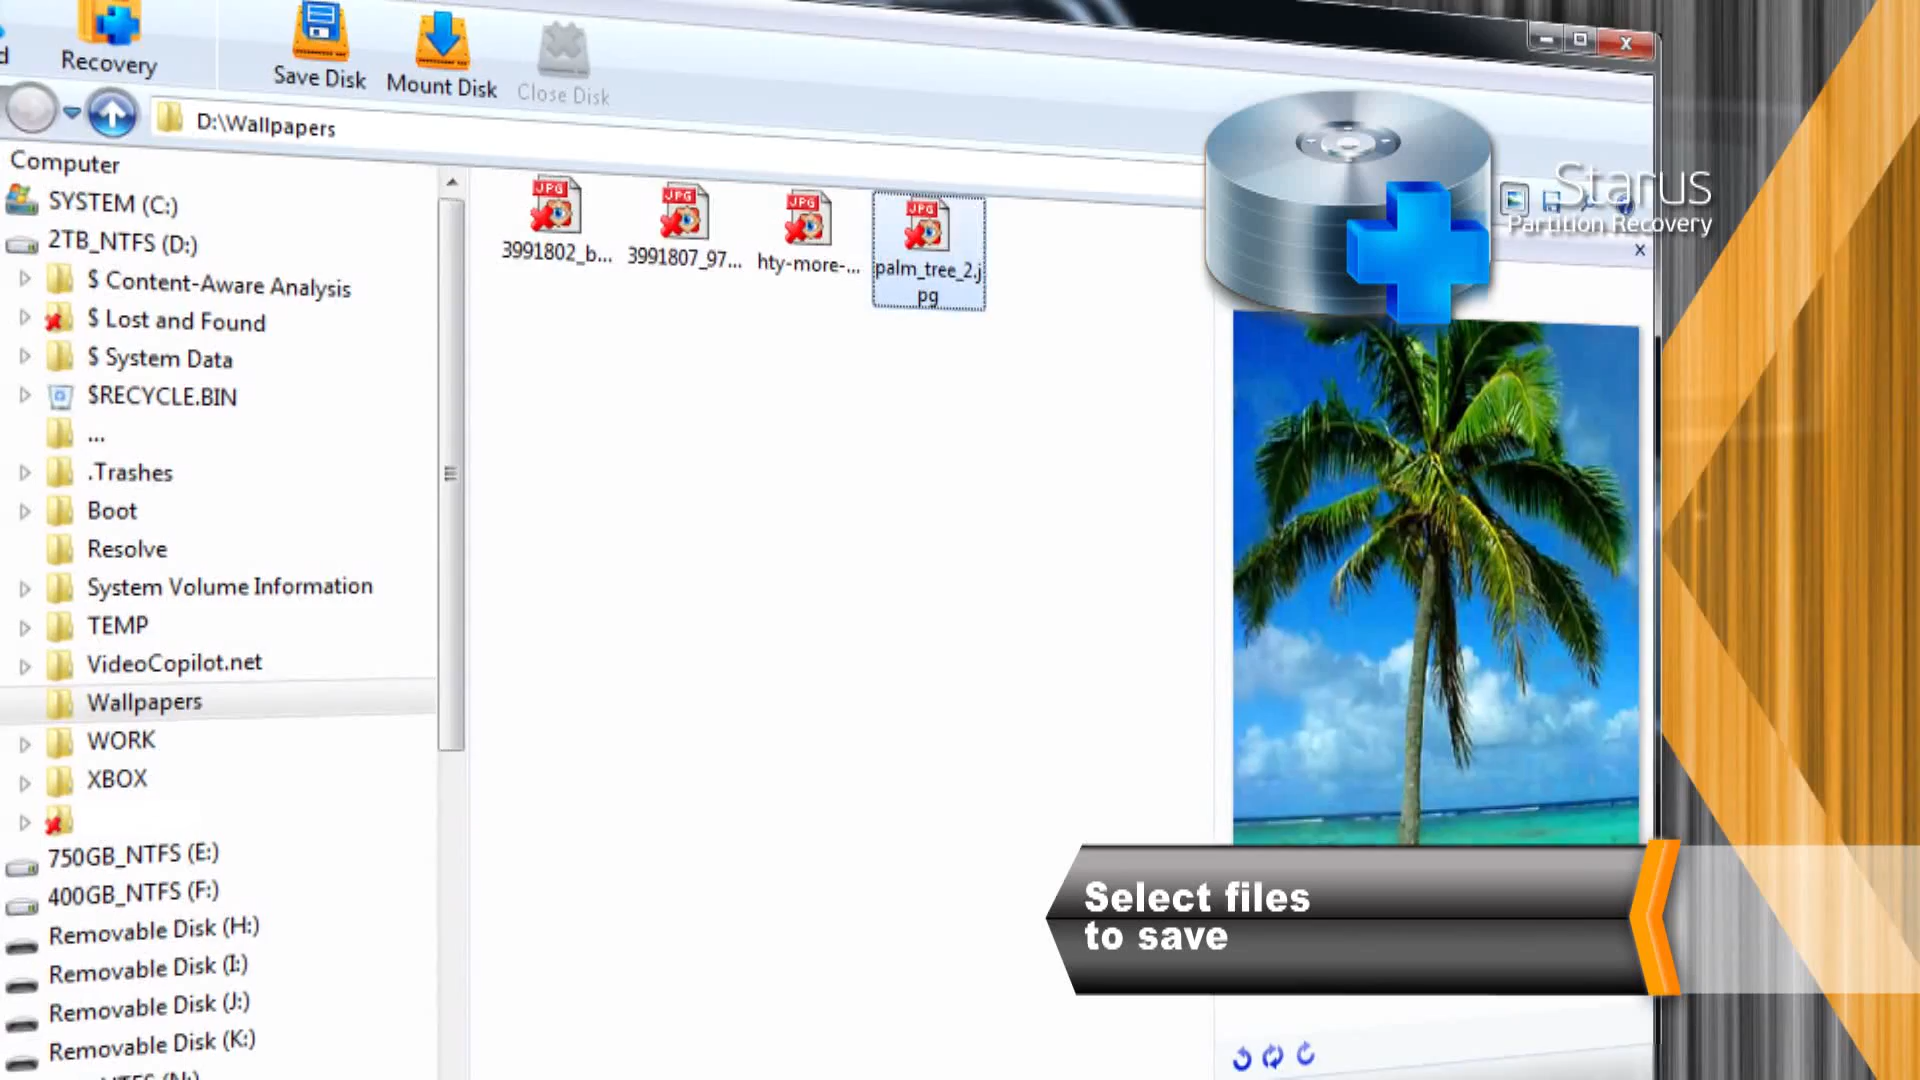 Recovery
Save Disk
Mount Disk
Close Disk
D:\Wallpapers
Computer
SYSTEM (C:)
2TB_NTFS (D:)
$ Content-Aware Analysis
$ Lost and Found
$ System Data
$RECYCLE.BIN
...
.Trashes
Boot
Resolve
System Volume Information
TEMP
VideoCopilot.net
Wallpapers
WORK
XBOX
750GB_NTFS (E:)
400GB_NTFS (F:)
Removable Disk (H:)
Removable Disk (I:)
Removable Disk (J:)
Removable Disk (K:)
JPG
JPG
JPG
JPG
3991802_b...
3991807_97...
hty-more-...
palm_tree_2.j
pg
Starus
Partition Recovery
Select files
to save